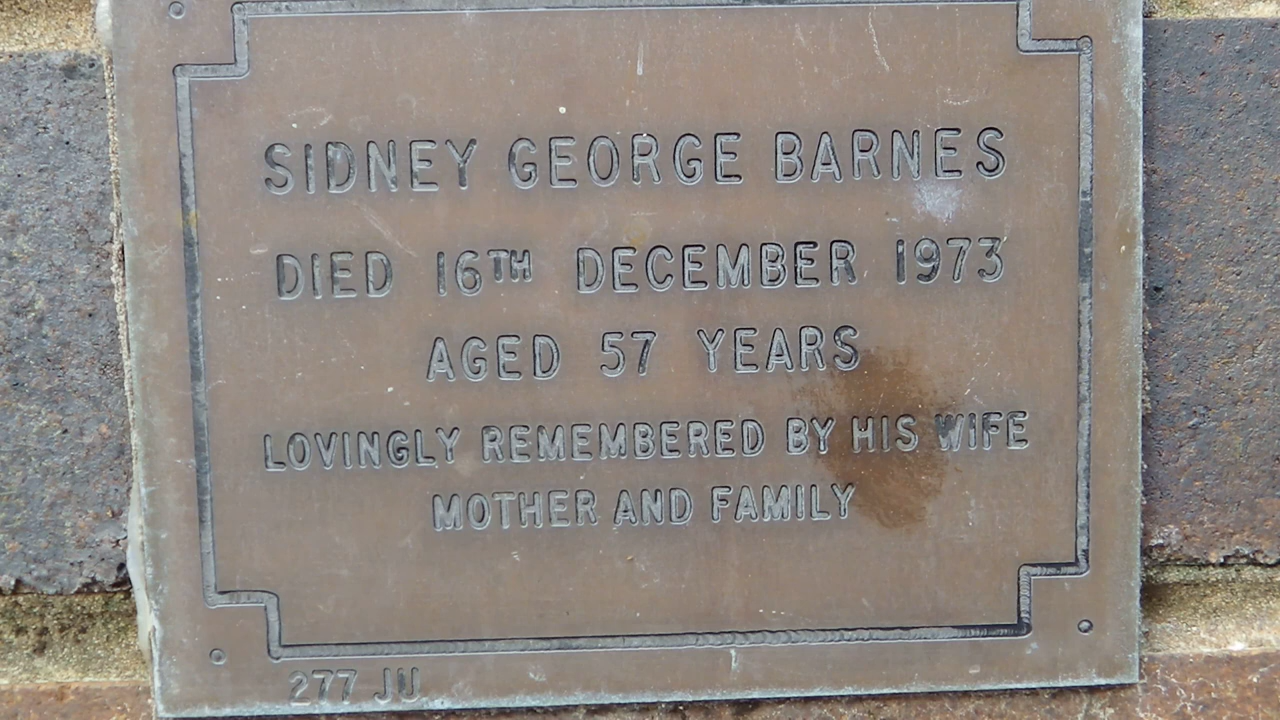 SIDNEY GEORGE BARNES
DIED 16TH DECEMBER 1973
AGED 57 YEARS
LOVINGLY REMEMBERED BY HIS WIFE
MOTHER AND FAMILY
277 JU